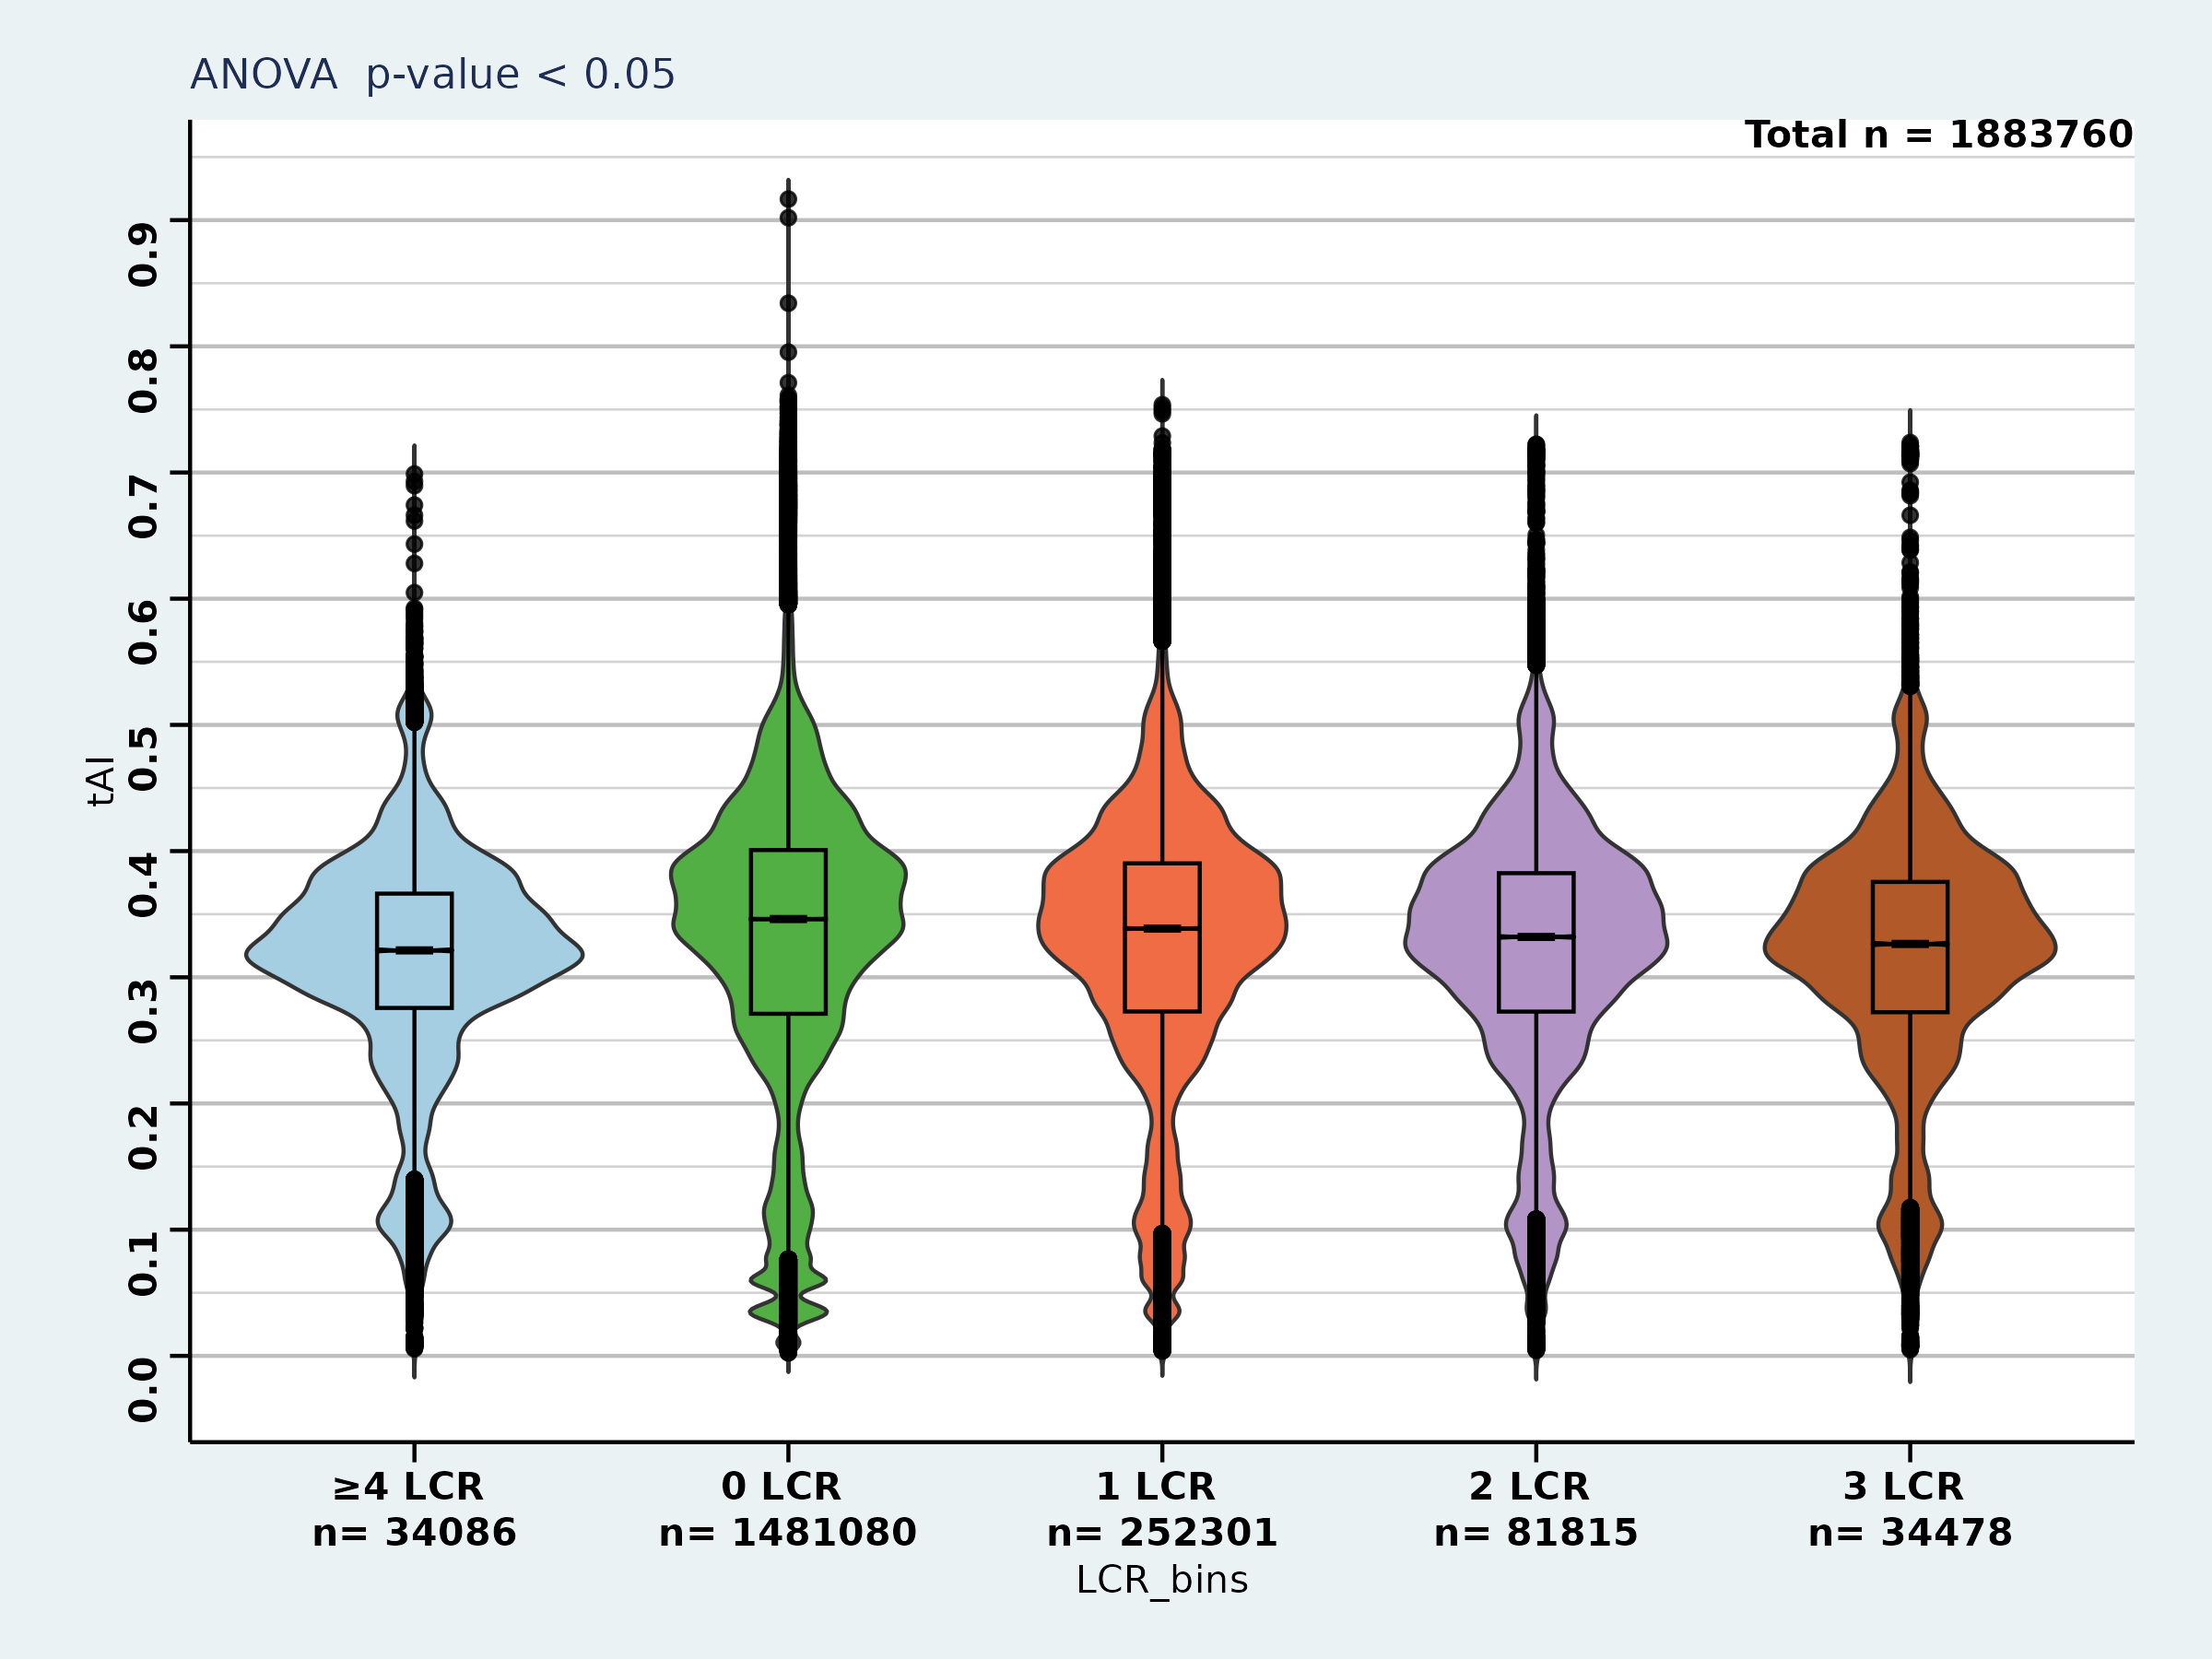 ANOVA  p-value < 0.05
Total n = 1883760
0.9
0.8
0.7
0.6
0.5
0.4
0.3
0.2
0.1
0.0
tAI
≥4 LCR
n= 34086
0 LCR
n= 1481080
1 LCR
n= 252301
2 LCR
n= 81815
3 LCR
n= 34478
LCR_bins